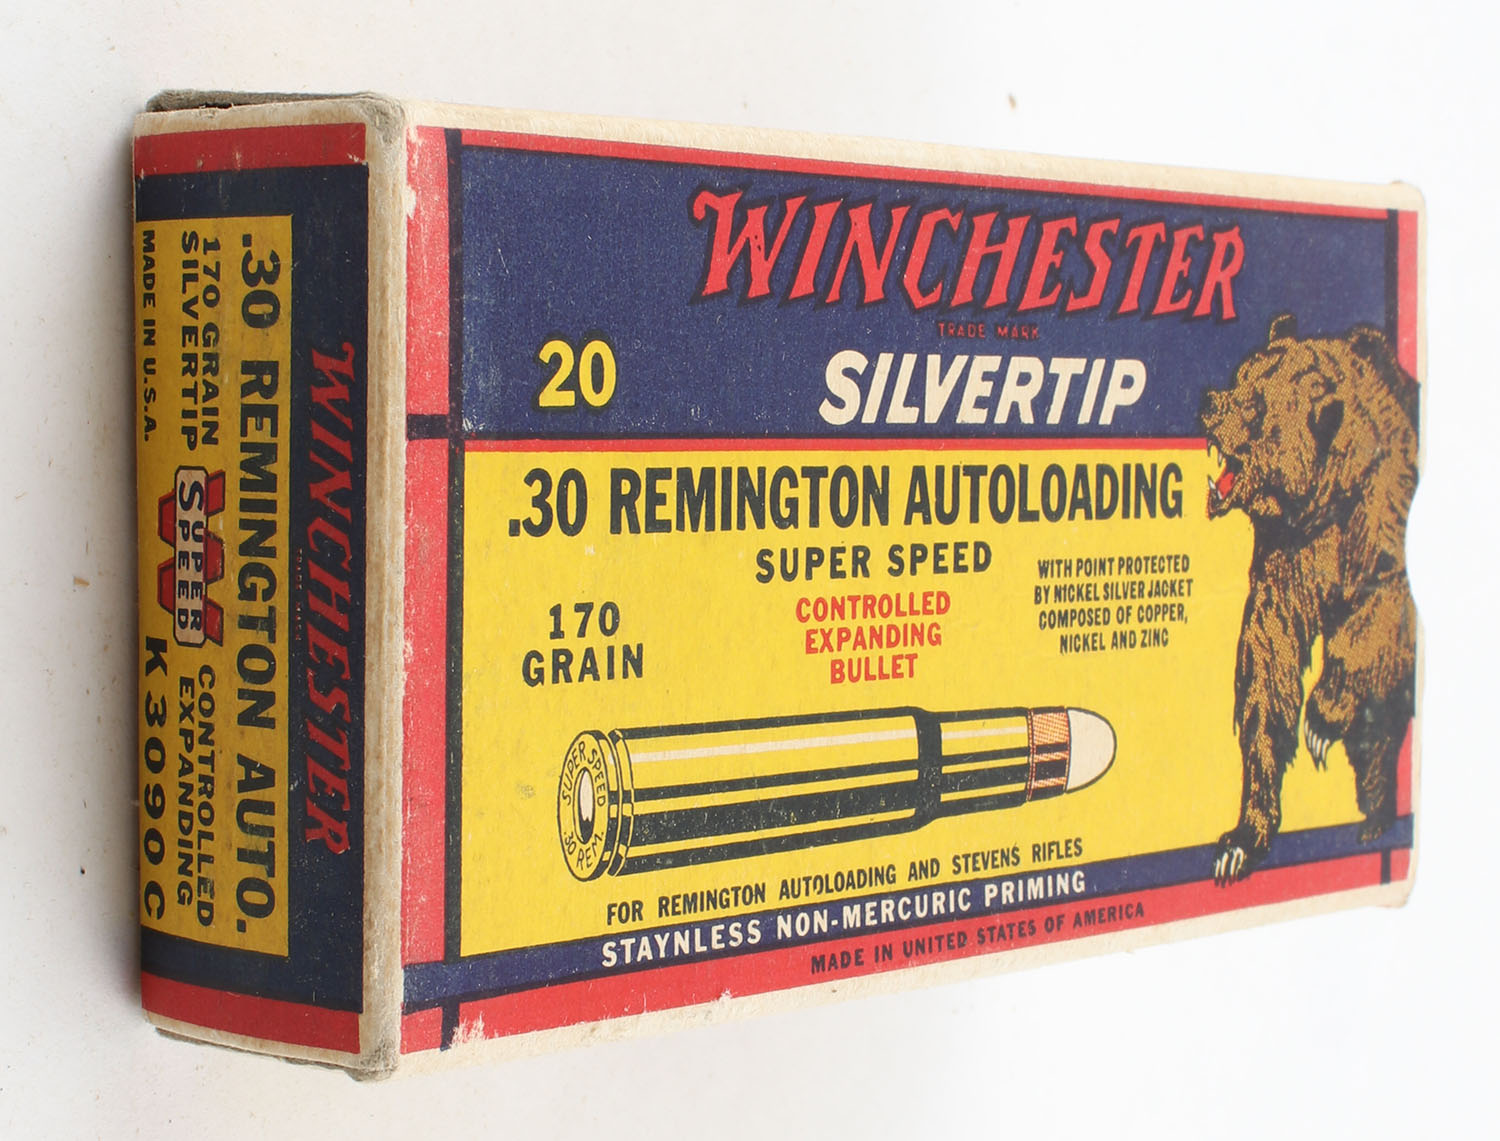 WINCHESTER
TRADE MARK
20
SILVERTIP
.30 REMINGTON AUTOLOADING
SUPER SPEED
170
GRAIN
CONTROLLED
EXPANDING
BULLET
WITH POINT PROTECTED
BY NICKEL SILVER JACKET
COMPOSED OF COPPER,
NICKEL AND ZINC
SUPER SPEED
30 REM.
FOR REMINGTON AUTOLOADING AND STEVENS RIFLES
STAYNLESS NON-MERCURIC PRIMING
MADE IN UNITED STATES OF AMERICA
WINCHESTER
TRADE MARK
.30 REMINGTON AUTO.
170 GRAIN
SILVERTIP
W
SUPER
SPEED
CONTROLLED
EXPANDING
MADE IN U.S.A.
K3090C